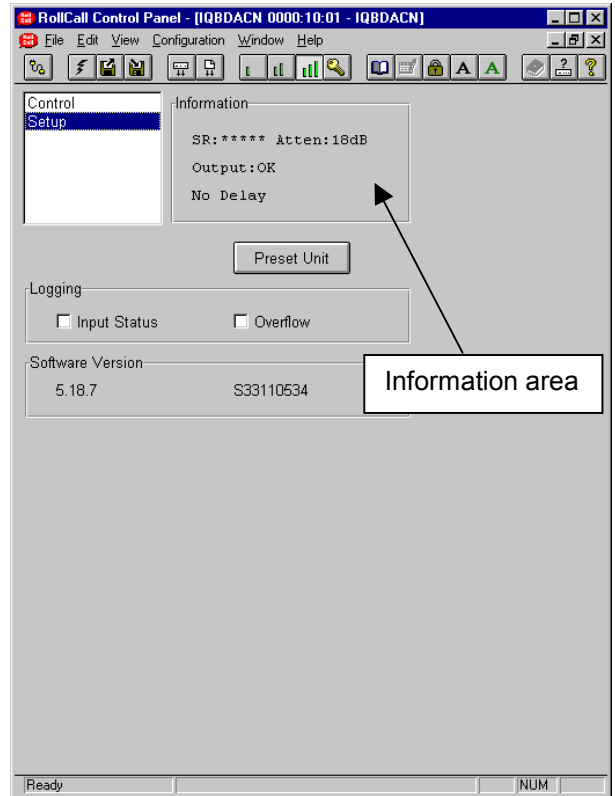 RollCall Control Panel - [IQBDACN 0000:10:01 - IQBDACN]
File Edit View Configuration Window Help
A A ? ?
Control
Setup
Information
SR:***** Atten:18dB
Output:OK
No Delay
Preset Unit
Logging
Input Status
Overflow
Software Version
5.18.7 S33110534
Information area
Ready NUM